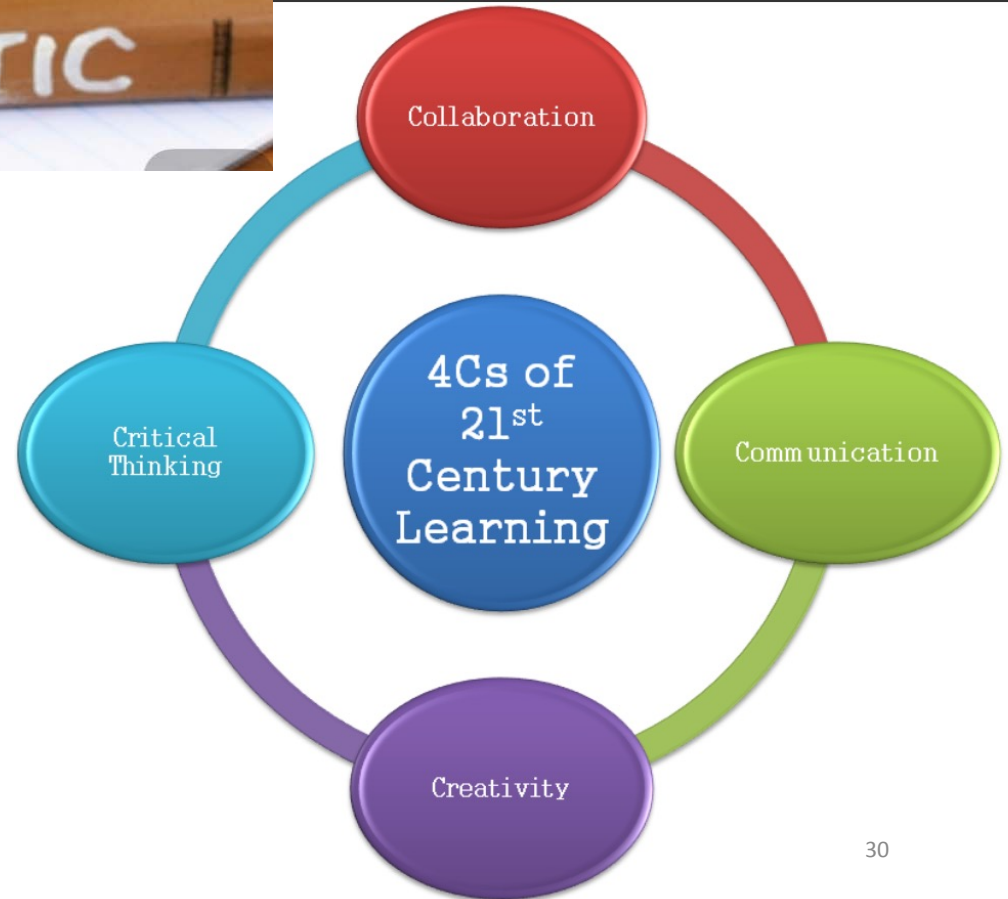 TIC
Collaboration
4Cs of
21st
Century
Learning
Critical
Thinking
Communication
Creativity
30